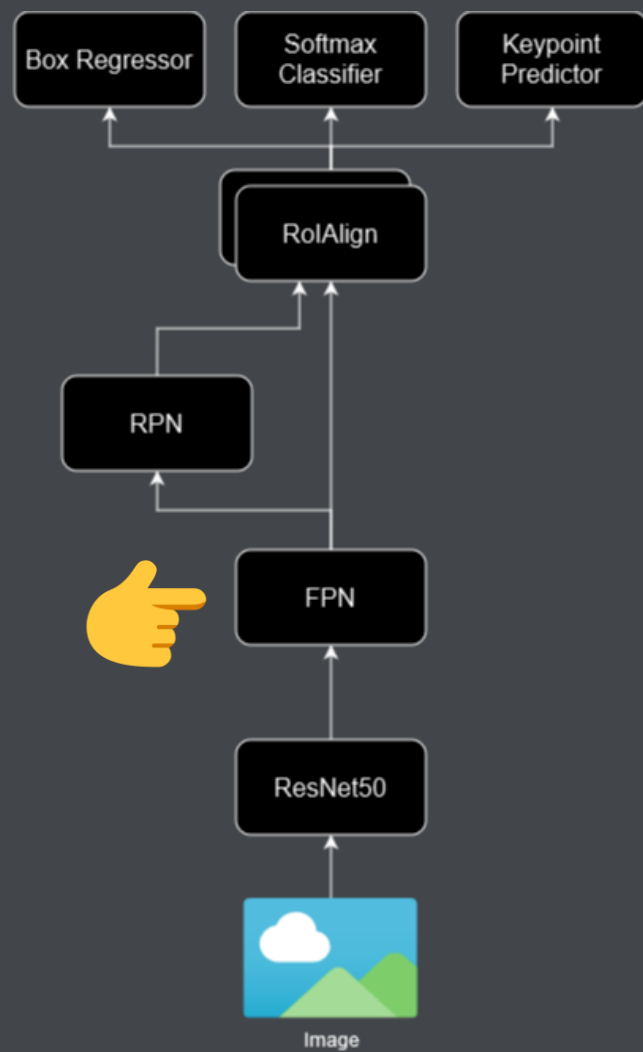 Box Regressor
Softmax
Classifier
Keypoint
Predictor
RoIAlign
RPN
FPN
ResNet50
Image